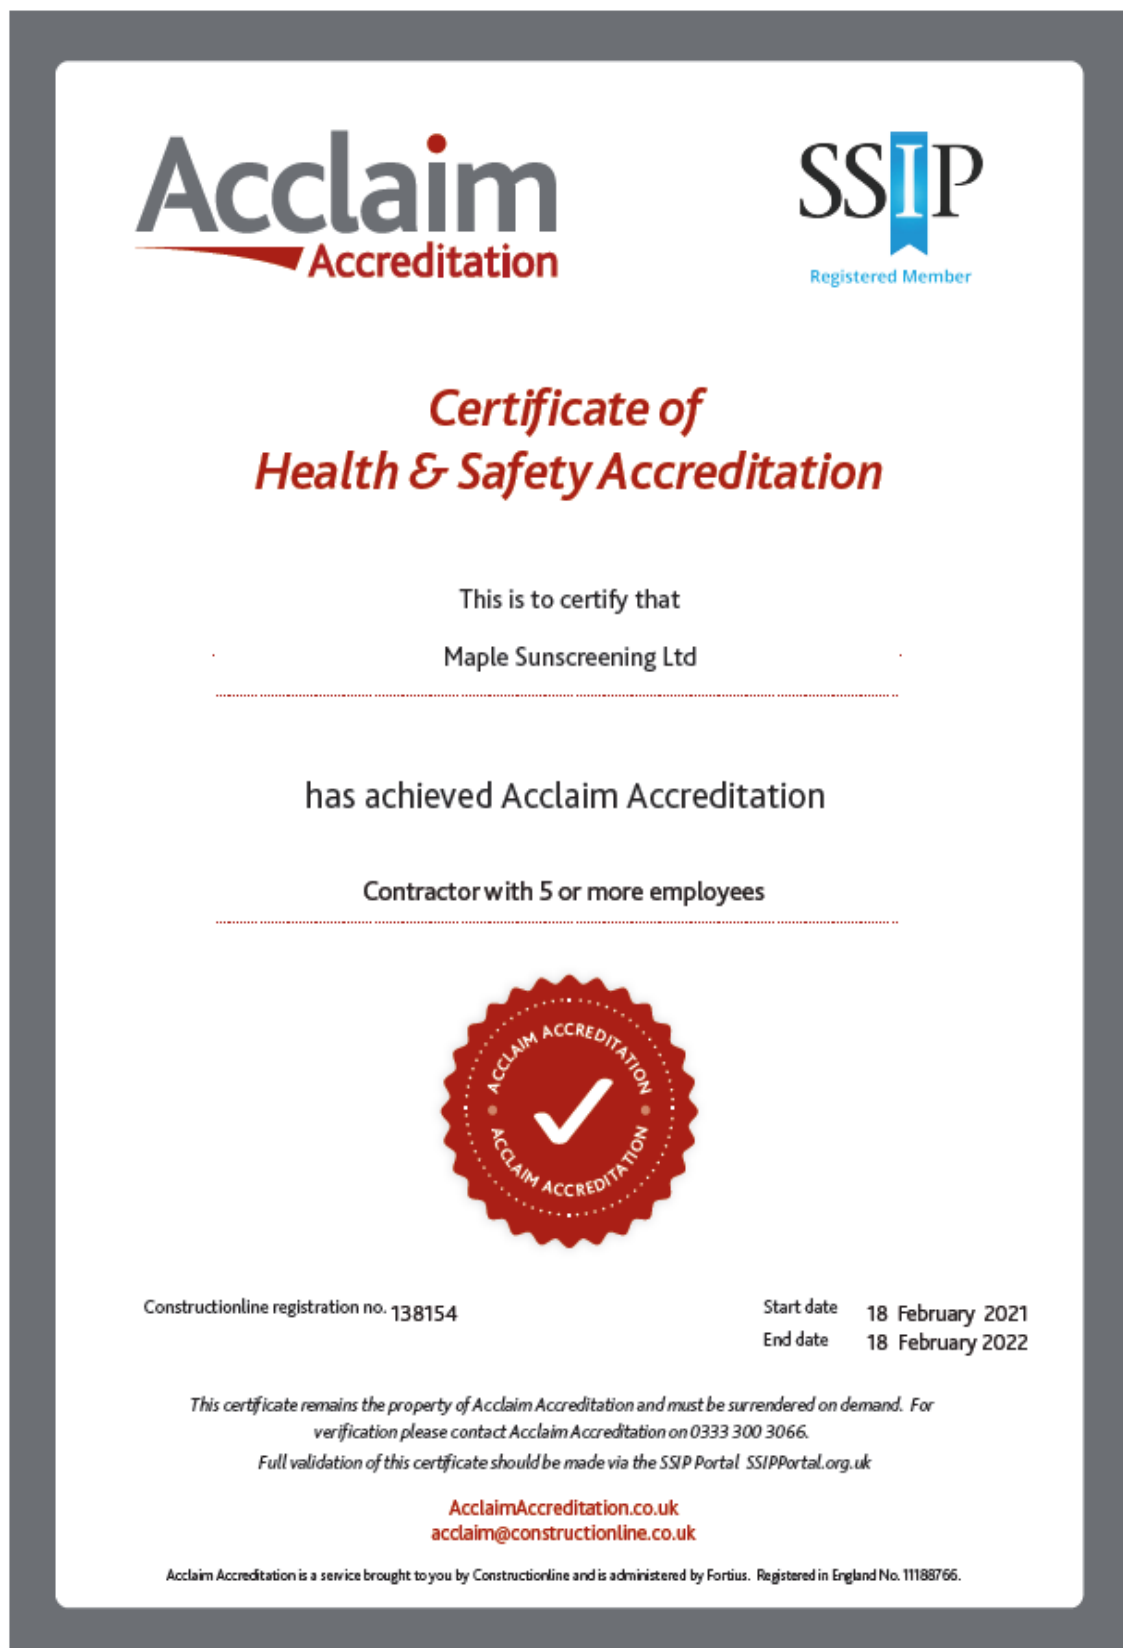 Acclaim
Accreditation
SSIP
Registered Member
Certificate of
Health & Safety Accreditation
This is to certify that
Maple Sunscreening Ltd
has achieved Acclaim Accreditation
Contractor with 5 or more employees
ACCLAIM ACCREDITATION
ACCLAIM ACCREDITATION
Constructionline registration no. 138154
Start date 18 February 2021
End date 18 February 2022
This certificate remains the property of Acclaim Accreditation and must be surrendered on demand. For
verification please contact Acclaim Accreditation on 0333 300 3066.
Full validation of this certificate should be made via the SSIP Portal SSIPPortal.org.uk
AcclaimAccreditation.co.uk
acclaim@constructionline.co.uk
Acclaim Accreditation is a service brought to you by Constructionline and is administered by Fortius. Registered in England No. 11188766.